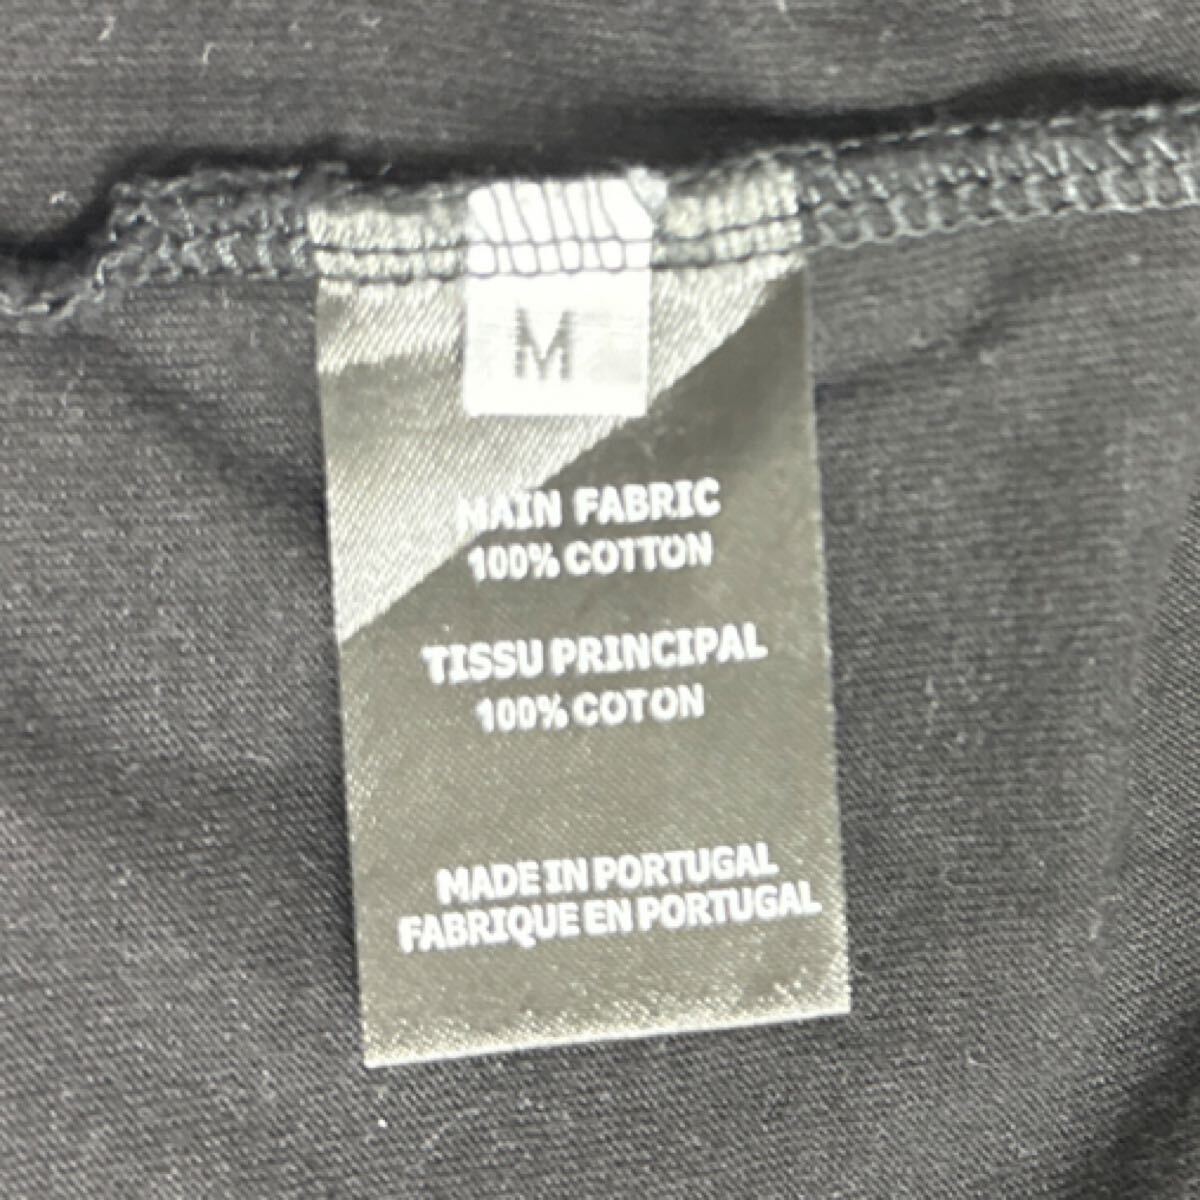 M
MAIN FABRIC
100% COTTON
TISSU PRINCIPAL
100% COTON
MADE IN PORTUGAL
FABRIQUE EN PORTUGAL